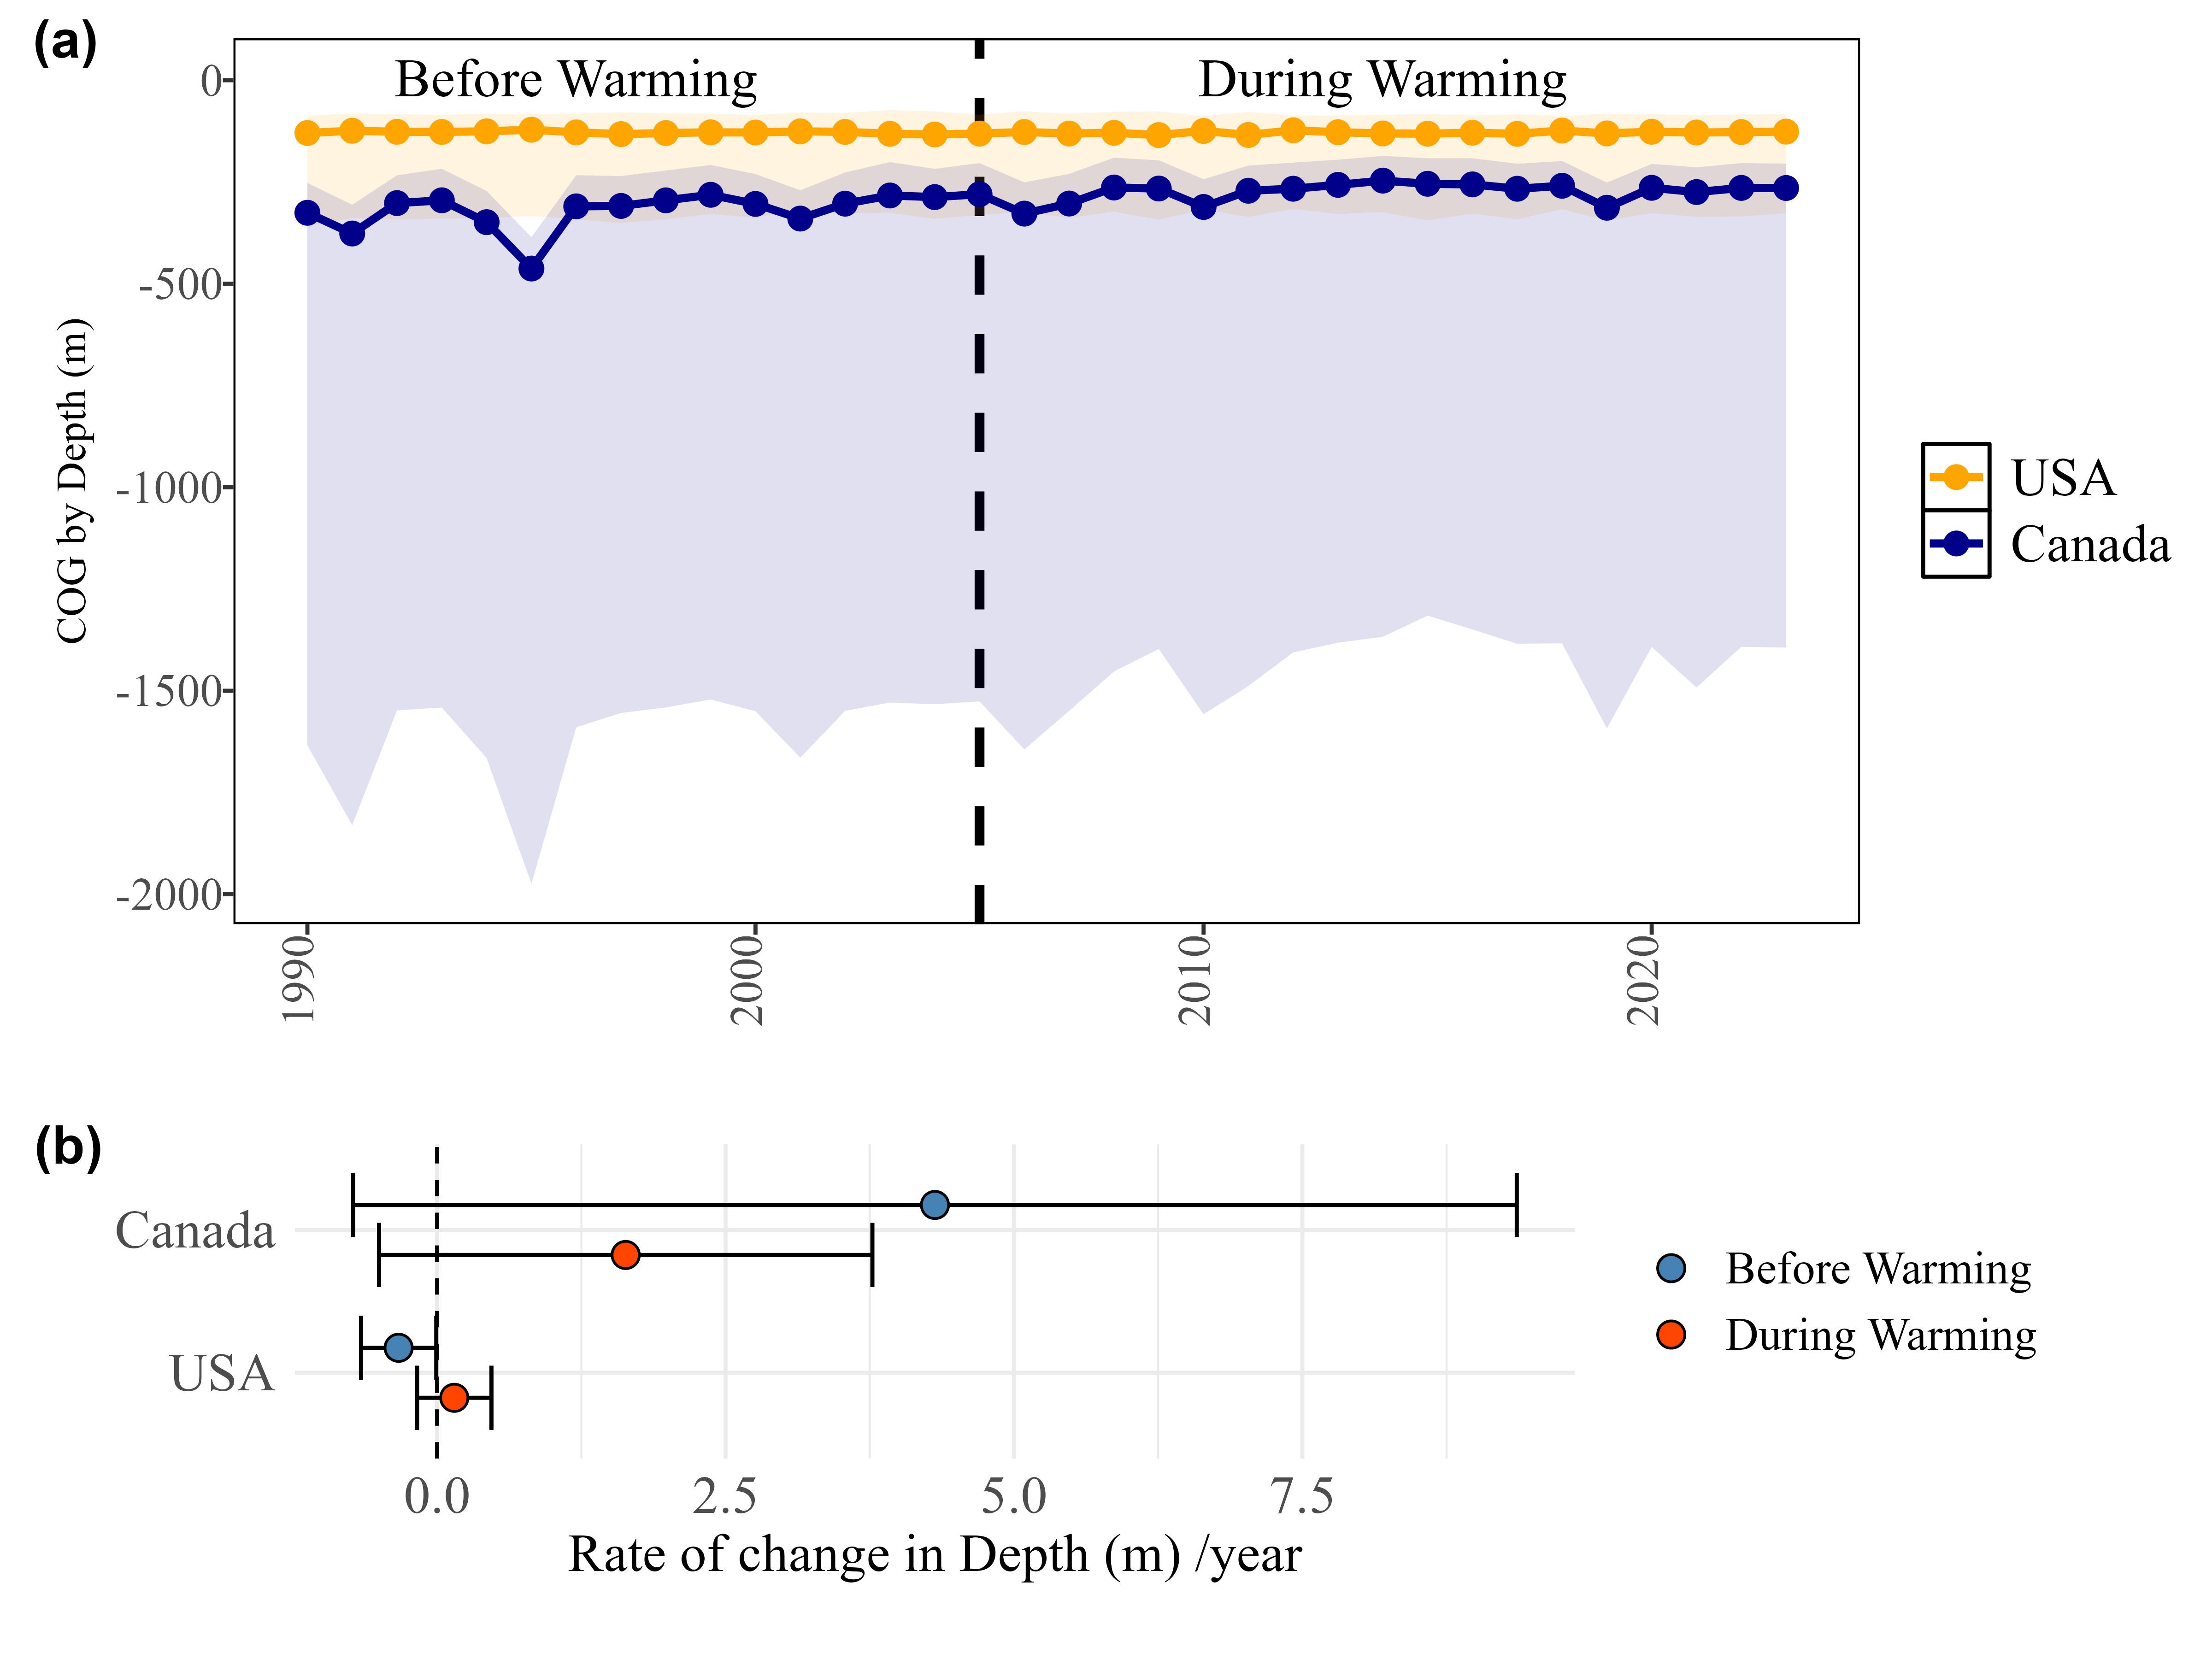 (a)
Before Warming
During Warming
0
-500
-1000
-1500
-2000
COG by Depth (m)
1990
2000
2010
2020
USA
Canada
(b)
Canada
USA
0.0
2.5
5.0
7.5
Rate of change in Depth (m) /year
Before Warming
During Warming